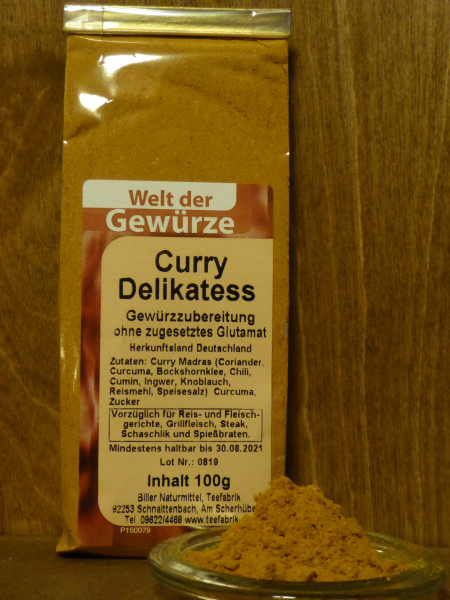 Welt der
Gewürze
Curry
Delikatess
Gewürzzubereitung
ohne zugesetztes Glutamat
Herkunftsland Deutschland
Zutaten: Curry Madras (Coriander,
Curcuma, Bockshornklee, Chili,
Cumin, Ingwer, Knoblauch,
Reismehl, Speisesalz) Curcuma,
Zucker
Vorzüglich für Reis- und Fleisch-
gerichte, Grillfleisch, Steak,
Schaschlik und Spießbraten.
Mindestens haltbar bis 30.08.2021
Lot Nr.: 0819
Inhalt 100g
Biller Naturmittel, Teefabrik
92253 Schnaittenbach, Am Scherhübel
Tel 09622/4468 www.teefabrik
P150079